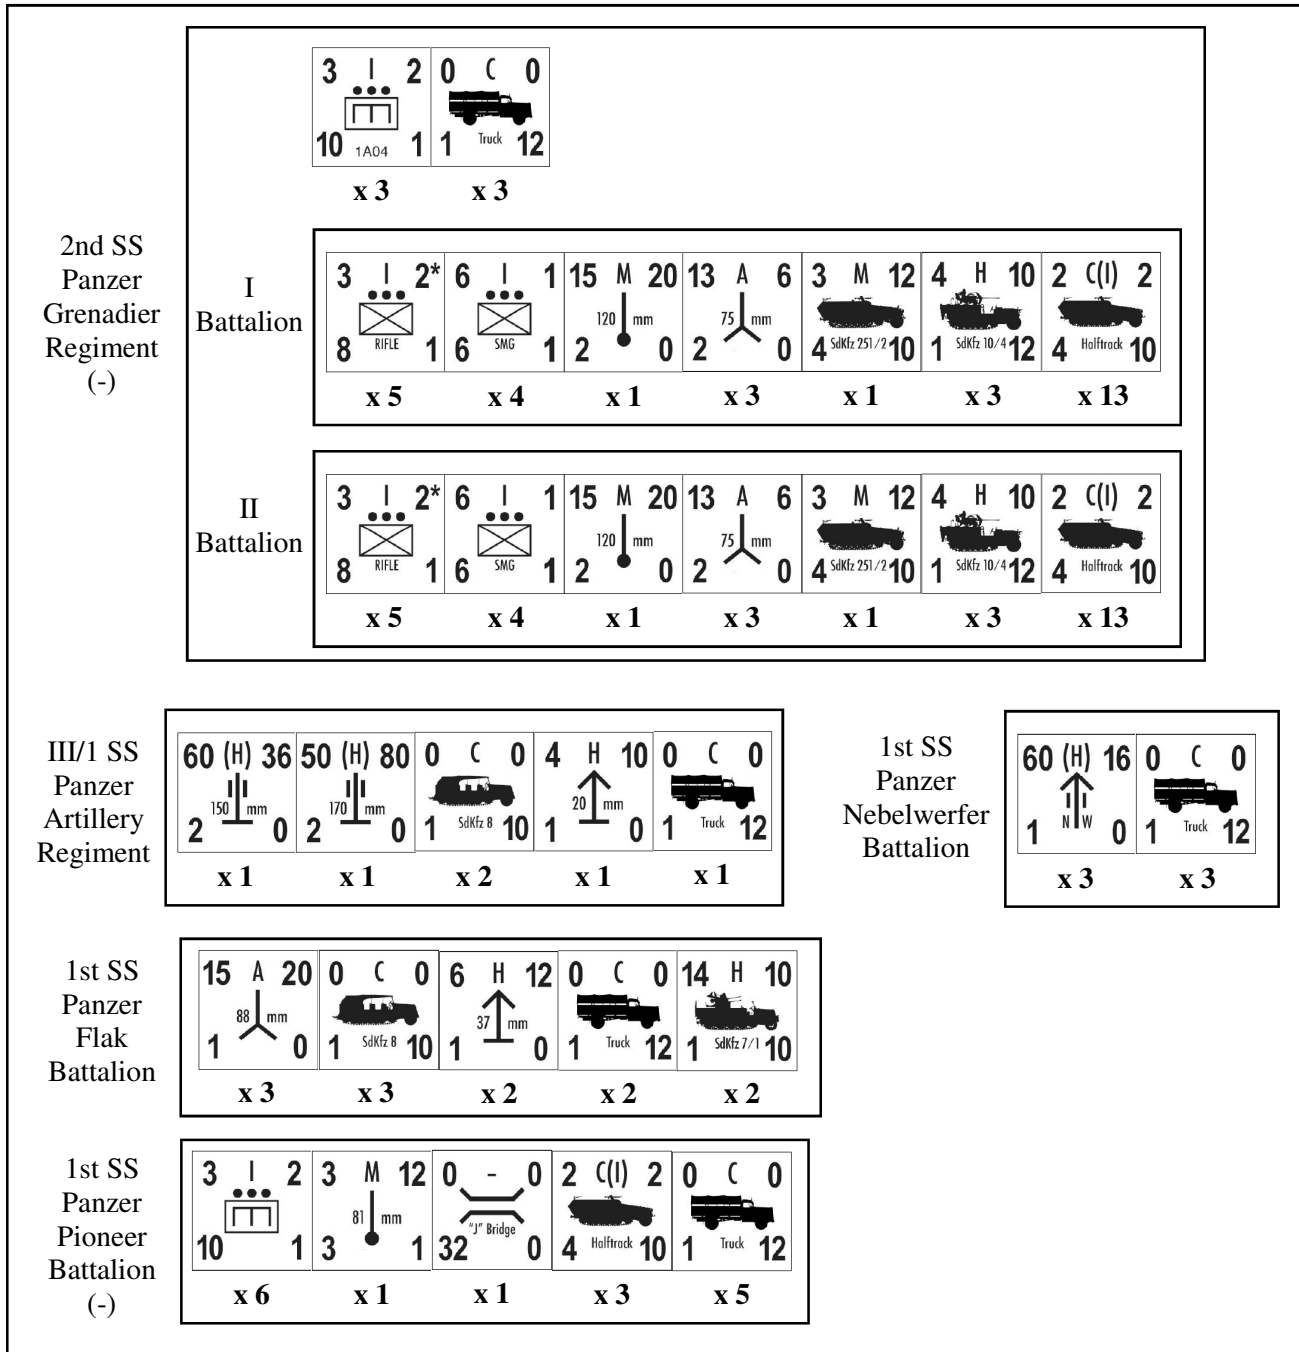 3 I 2 0 C 0
10 1A04 1 1 Truck 12
x 3 x 3
2nd SS
Panzer
Grenadier
Regiment
(-)
I
Battalion
3 I 2* 6 I 1 15 M 20 13 A 6 3 M 12 4 H 10 2 C(I) 2
120 mm 75 mm
8 RIFLE 1 6 SMG 1 2 0 2 0 4 SdKfz 251/2 10 1 SdKfz 10/4 12 4 Halftrack 10
x 5 x 4 x 1 x 3 x 1 x 3 x 13
II
Battalion
3 I 2* 6 I 1 15 M 20 13 A 6 3 M 12 4 H 10 2 C(I) 2
120 mm 75 mm
8 RIFLE 1 6 SMG 1 2 0 2 0 4 SdKfz 251/2 10 1 SdKfz 10/4 12 4 Halftrack 10
x 5 x 4 x 1 x 3 x 1 x 3 x 13
III/1 SS
Panzer
Artillery
Regiment
60 (H) 36 50 (H) 80 0 C 0 4 H 10 0 C 0
150 mm 170 mm 20 mm
2 0 2 0 1 SdKfz 8 10 1 0 1 Truck 12
x 1 x 1 x 2 x 1 x 1
1st SS
Panzer
Nebelwerfer
Battalion
60 (H) 16 0 C 0
1 N W 0 1 Truck 12
x 3 x 3
1st SS
Panzer
Flak
Battalion
15 A 20 0 C 0 6 H 12 0 C 0 14 H 10
88 mm 37 mm
1 0 1 SdKfz 8 10 1 0 1 Truck 12 1 SdKfz 7/1 10
x 3 x 3 x 2 x 2 x 2
1st SS
Panzer
Pioneer
Battalion
(-)
3 I 2 3 M 12 0 - 0 2 C(I) 2 0 C 0
81 mm
10 1 3 1 32 "J" Bridge 0 4 Halftrack 10 1 Truck 12
x 6 x 1 x 1 x 3 x 5